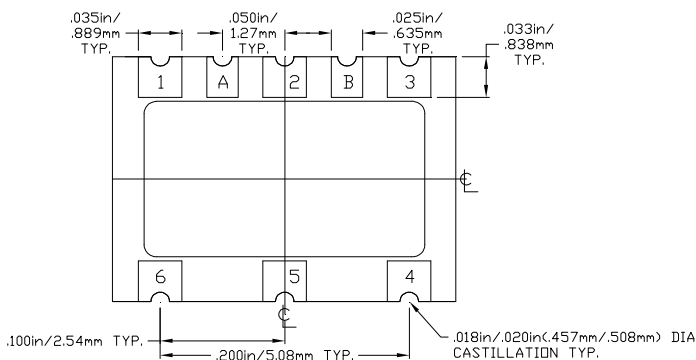 .035in/
.889mm
TYP.
.050in/
1.27mm
TYP.
.025in/
.635mm
TYP.
.033in/
.838mm
TYP.
1
A
2
B
3
℄
6
5
4
℄
.100in/2.54mm TYP.
.200in/5.08mm TYP.
.018in/.020in(.457mm/.508mm) DIA
CASTILLATION TYP.